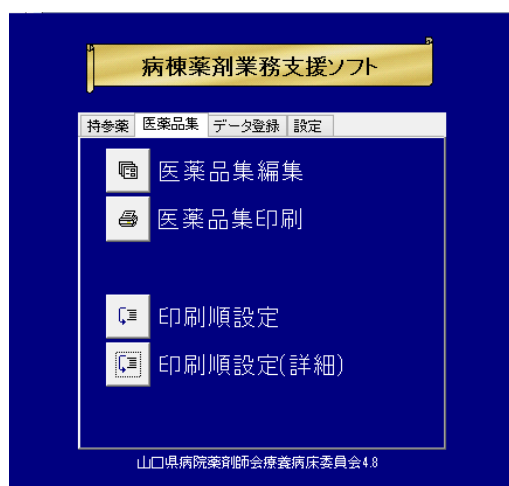 病棟薬剤業務支援ソフト
持参薬 医薬品集 データ登録 設定
医薬品集編集
医薬品集印刷
印刷順設定
印刷順設定(詳細)
山口県病院薬剤師会療養病床委員会4.8